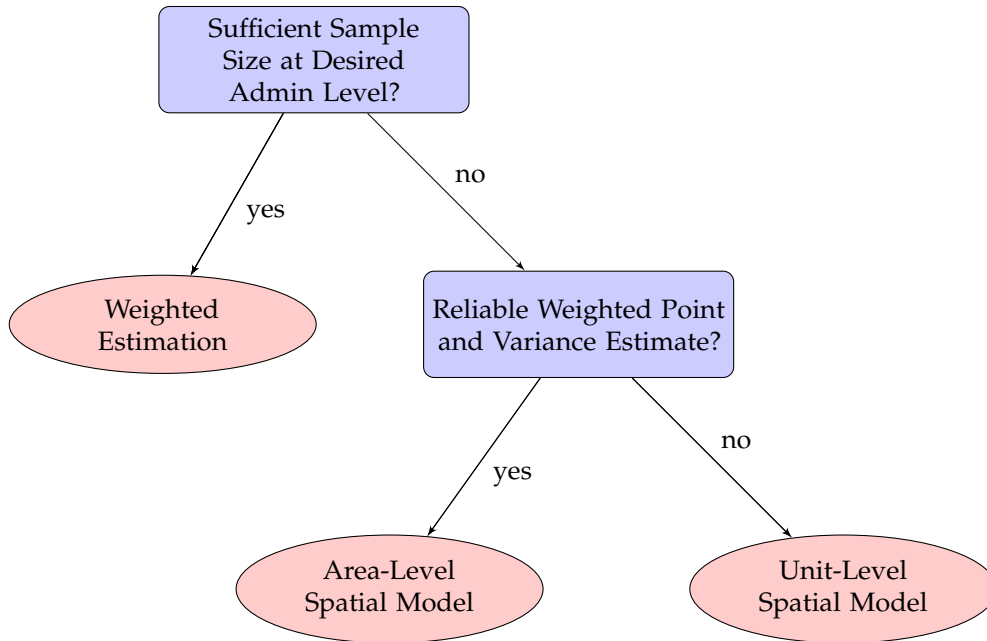 Sufficient Sample
Size at Desired
Admin Level?
yes
no
Weighted
Estimation
Reliable Weighted Point
and Variance Estimate?
yes
no
Area-Level
Spatial Model
Unit-Level
Spatial Model